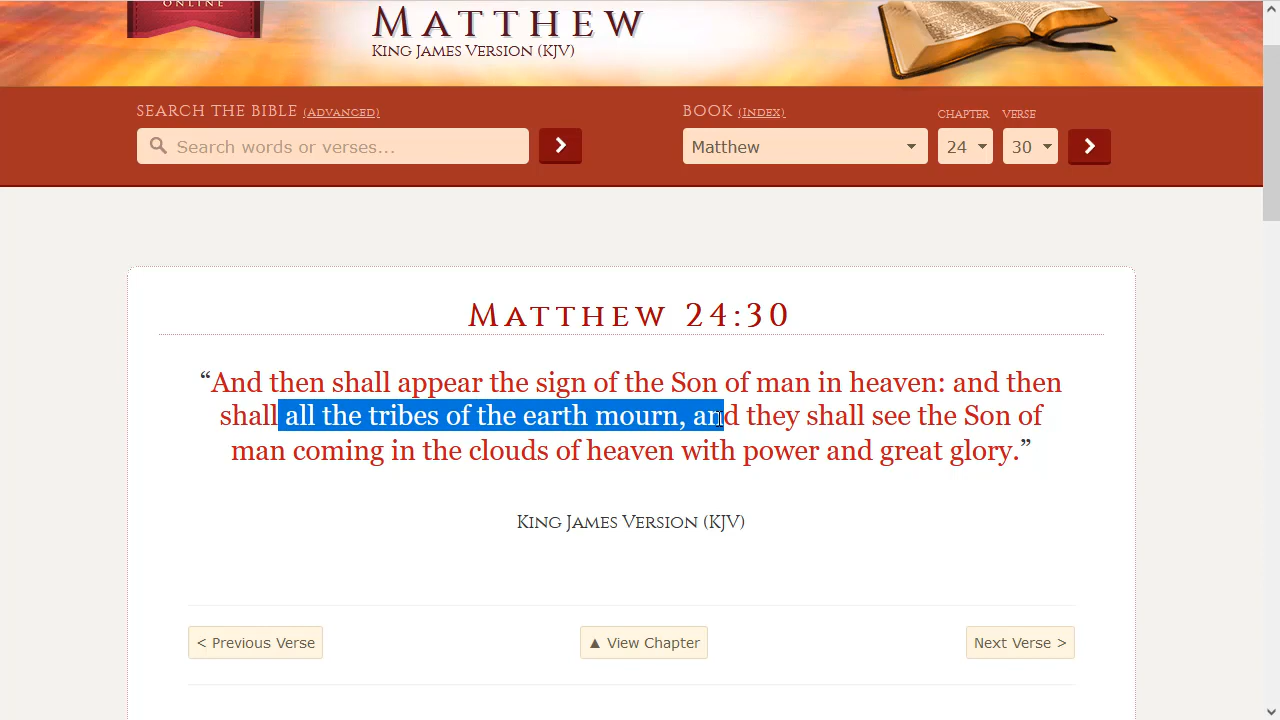 ONLINE
MATTHEW
KING JAMES VERSION (KJV)
SEARCH THE BIBLE (ADVANCED)
BOOK (INDEX)
CHAPTER VERSE
Search words or verses...
Matthew
24
30
MATTHEW 24:30
“And then shall appear the sign of the Son of man in heaven: and then
shall all the tribes of the earth mourn, and they shall see the Son of
man coming in the clouds of heaven with power and great glory.”
KING JAMES VERSION (KJV)
< Previous Verse
▲ View Chapter
Next Verse >